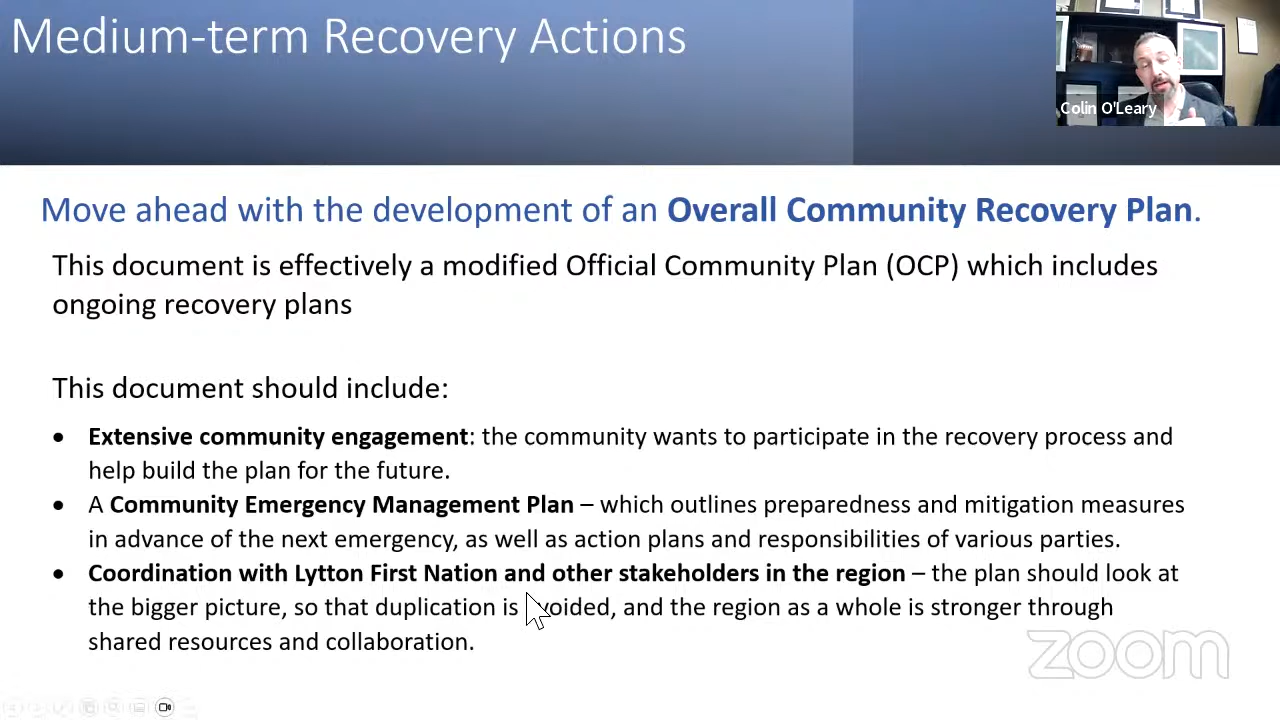 Medium-term Recovery Actions
Colin O'Leary
Move ahead with the development of an Overall Community Recovery Plan.
This document is effectively a modified Official Community Plan (OCP) which includes
ongoing recovery plans
This document should include:
• Extensive community engagement: the community wants to participate in the recovery process and
help build the plan for the future.
• A Community Emergency Management Plan – which outlines preparedness and mitigation measures
in advance of the next emergency, as well as action plans and responsibilities of various parties.
• Coordination with Lytton First Nation and other stakeholders in the region – the plan should look at
the bigger picture, so that duplication is avoided, and the region as a whole is stronger through
shared resources and collaboration.
zoom